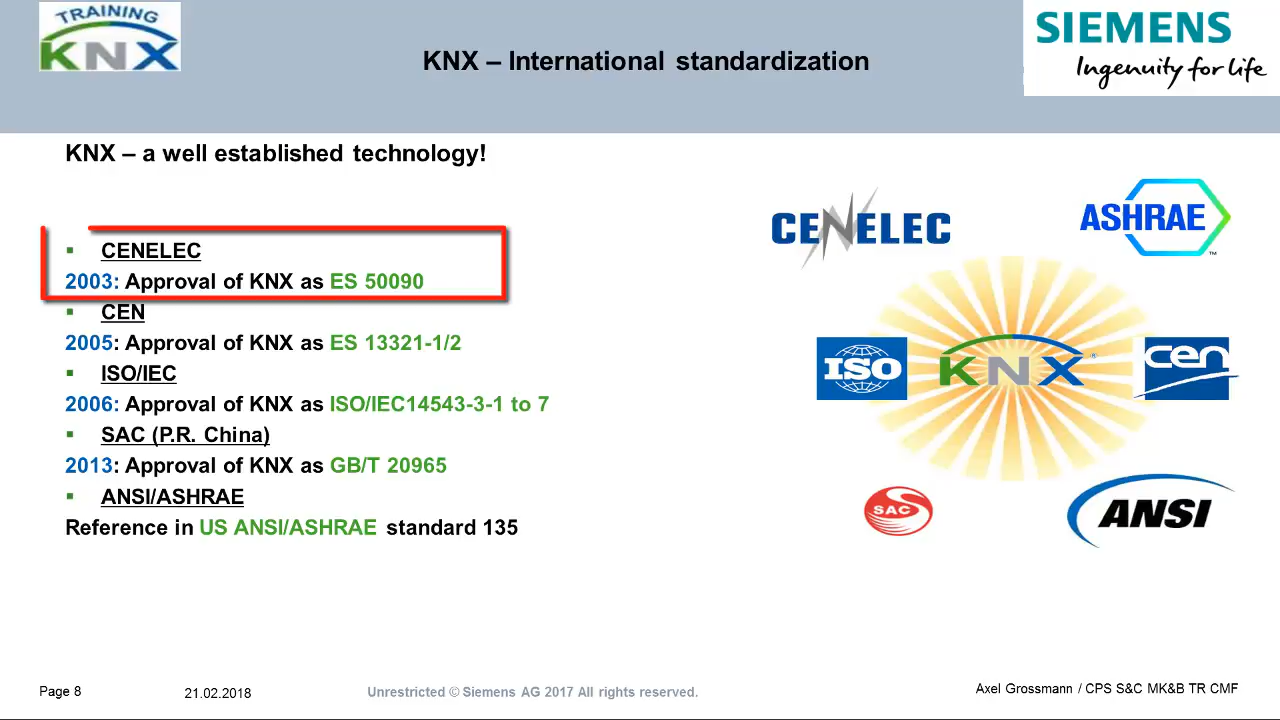 TRAINING
KNX
KNX – International standardization
SIEMENS
Ingenuity for life
KNX – a well established technology!
▪ CENELEC
2003: Approval of KNX as ES 50090
▪ CEN
2005: Approval of KNX as ES 13321-1/2
▪ ISO/IEC
2006: Approval of KNX as ISO/IEC14543-3-1 to 7
▪ SAC (P.R. China)
2013: Approval of KNX as GB/T 20965
▪ ANSI/ASHRAE
Reference in US ANSI/ASHRAE standard 135
CENELEC
ASHRAE™
ISO
KNX®
cen
SAC
ANSI
Page 8
21.02.2018
Unrestricted © Siemens AG 2017 All rights reserved.
Axel Grossmann / CPS S&C MK&B TR CMF